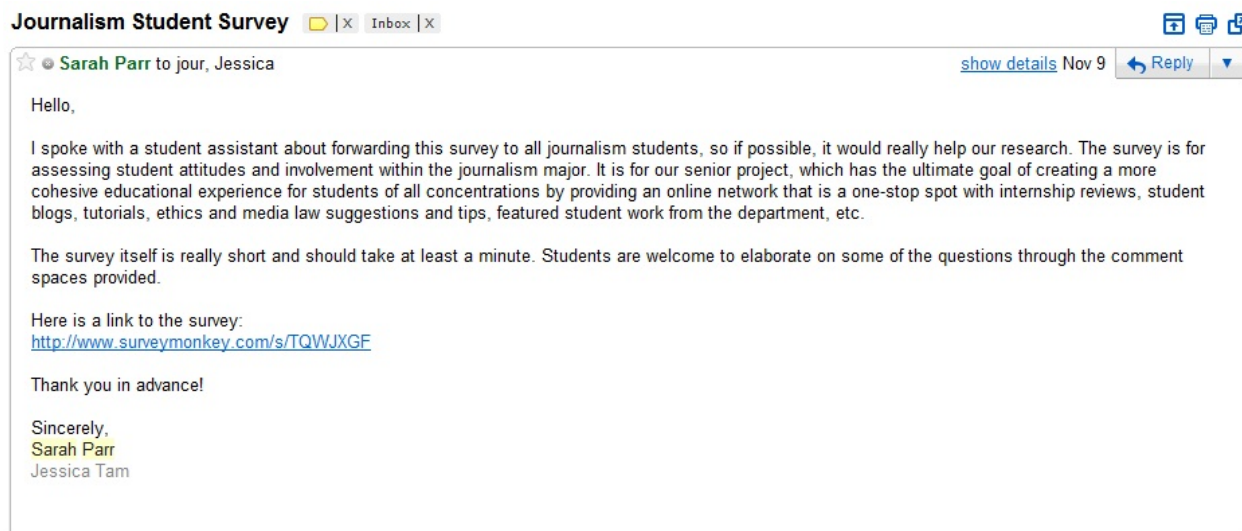 Journalism Student Survey X Inbox X
Sarah Parr to jour, Jessica show details Nov 9 Reply
Hello,
I spoke with a student assistant about forwarding this survey to all journalism students, so if possible, it would really help our research. The survey is for
assessing student attitudes and involvement within the journalism major. It is for our senior project, which has the ultimate goal of creating a more
cohesive educational experience for students of all concentrations by providing an online network that is a one-stop spot with internship reviews, student
blogs, tutorials, ethics and media law suggestions and tips, featured student work from the department, etc.
The survey itself is really short and should take at least a minute. Students are welcome to elaborate on some of the questions through the comment
spaces provided.
Here is a link to the survey:
http://www.surveymonkey.com/s/TQWJXGF
Thank you in advance!
Sincerely,
Sarah Parr
Jessica Tam